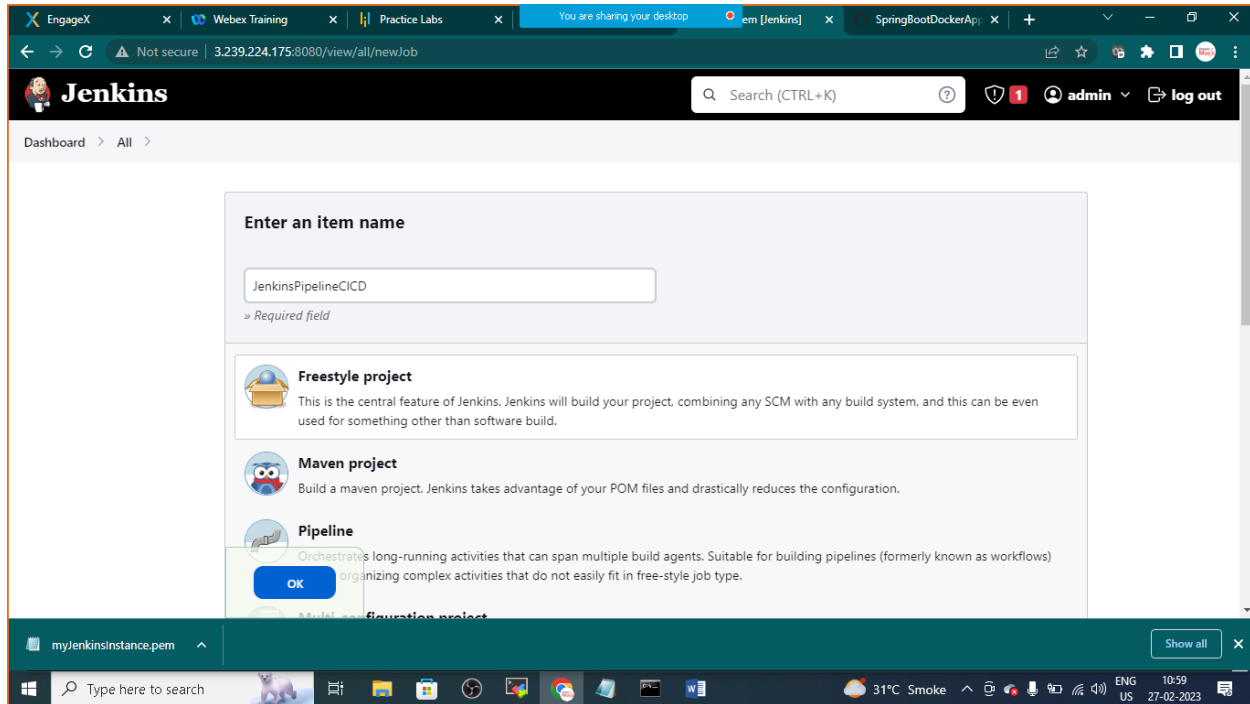 EngageX
Webex Training
Practice Labs
You are sharing your desktop
em [Jenkins]
SpringBootDockerApp
Not secure
3.239.224.175:8080/view/all/newJob
Jenkins
Search (CTRL+K)
1
admin
log out
Dashboard > All >
Enter an item name
JenkinsPipelineCICD
» Required field
Freestyle project
This is the central feature of Jenkins. Jenkins will build your project, combining any SCM with any build system, and this can be even
used for something other than software build.
Maven project
Build a maven project. Jenkins takes advantage of your POM files and drastically reduces the configuration.
Pipeline
Orchestrates long-running activities that can span multiple build agents. Suitable for building pipelines (formerly known as workflows)
organizing complex activities that do not easily fit in free-style job type.
OK
Multi-configuration project
myJenkinsInstance.pem
Show all
Type here to search
31°C Smoke
ENG
US
10:59
27-02-2023